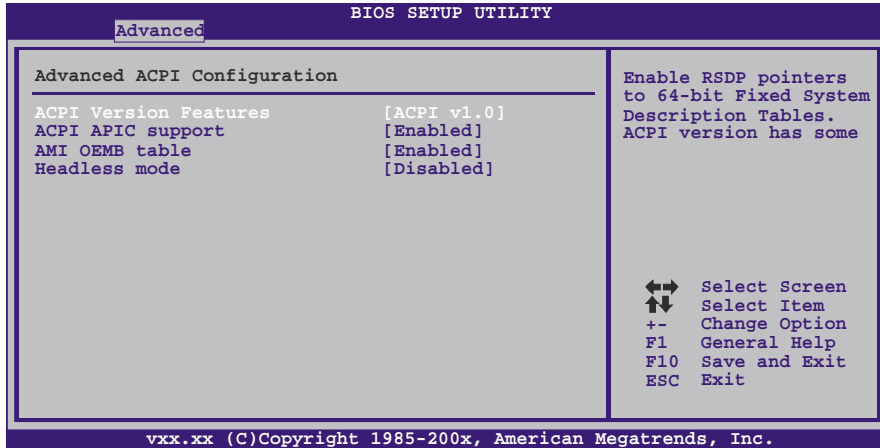 BIOS SETUP UTILITY
Advanced
Advanced ACPI Configuration
ACPI Version Features [ACPI v1.0]
ACPI APIC support [Enabled]
AMI OEMB table [Enabled]
Headless mode [Disabled]
Enable RSDP pointers
to 64-bit Fixed System
Description Tables.
ACPI version has some
Select Screen
Select Item
+- Change Option
F1 General Help
F10 Save and Exit
ESC Exit
vxx.xx (C)Copyright 1985-200x, American Megatrends, Inc.